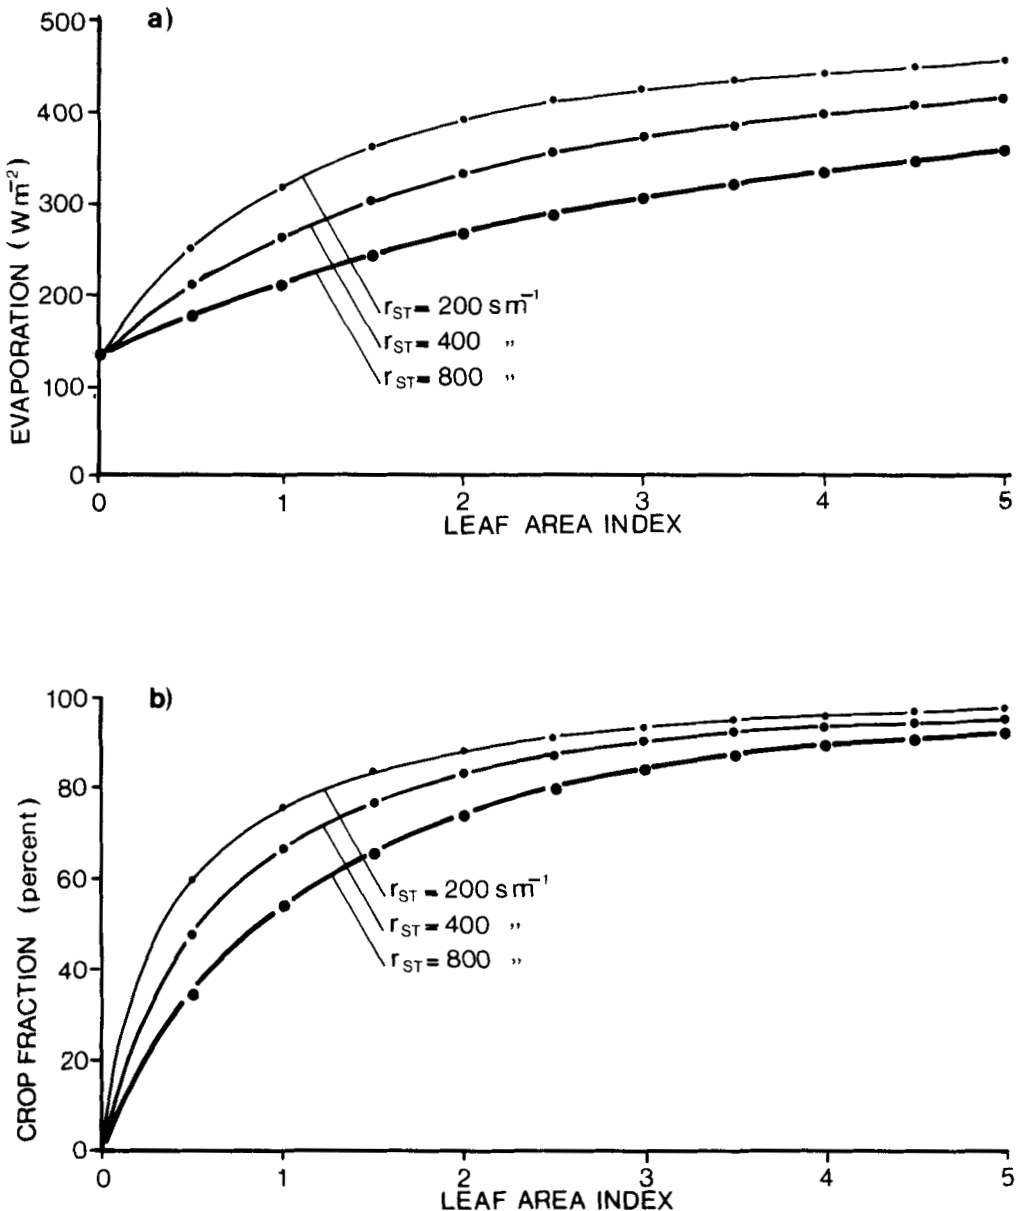 a)
500
400
300
200
100
0
EVAPORATION (Wm⁻²)
r_ST = 200 s m⁻¹
r_ST = 400 "
r_ST = 800 "
0 1 2 3 4 5
LEAF AREA INDEX
b)
100
80
60
40
20
0
CROP FRACTION (percent)
r_ST = 200 s m⁻¹
r_ST = 400 "
r_ST = 800 "
0 1 2 3 4 5
LEAF AREA INDEX